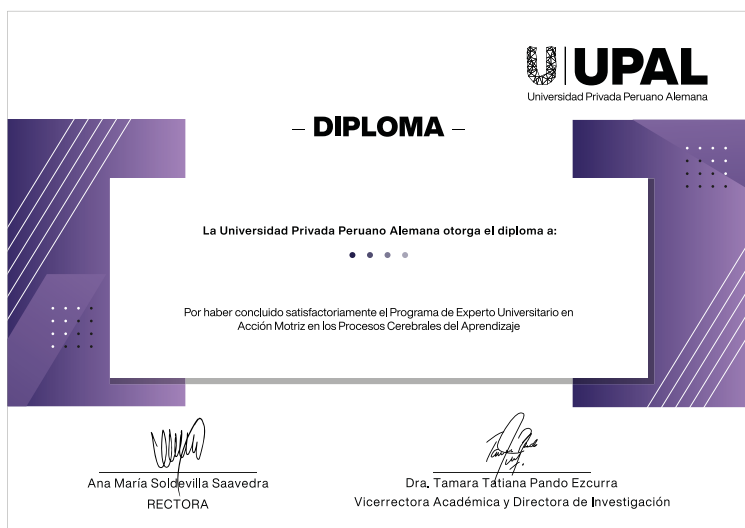 UPAL
Universidad Privada Peruano Alemana
– DIPLOMA –
La Universidad Privada Peruano Alemana otorga el diploma a:
Por haber concluido satisfactoriamente el Programa de Experto Universitario en
Acción Motriz en los Procesos Cerebrales del Aprendizaje
Ana María Soldevilla Saavedra
RECTORA
Dra. Tamara Tatiana Pando Ezcurra
Vicerrectora Académica y Directora de Investigación